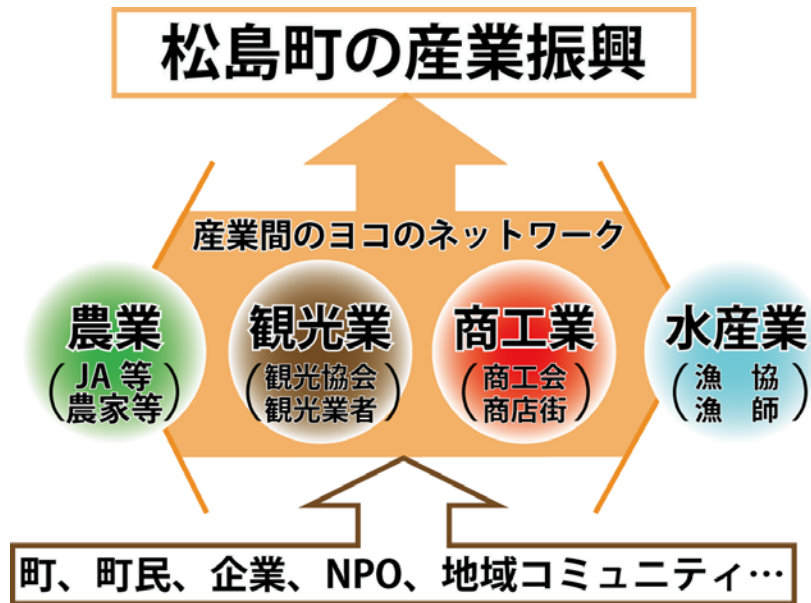 松島町の産業振興
産業間のヨコのネットワーク
農業
(JA 等
農家等)
観光業
(観光協会
観光業者)
商工業
(商工会
商店街)
水産業
(漁 協
漁 師)
町、町民、企業、NPO、地域コミュニティ…